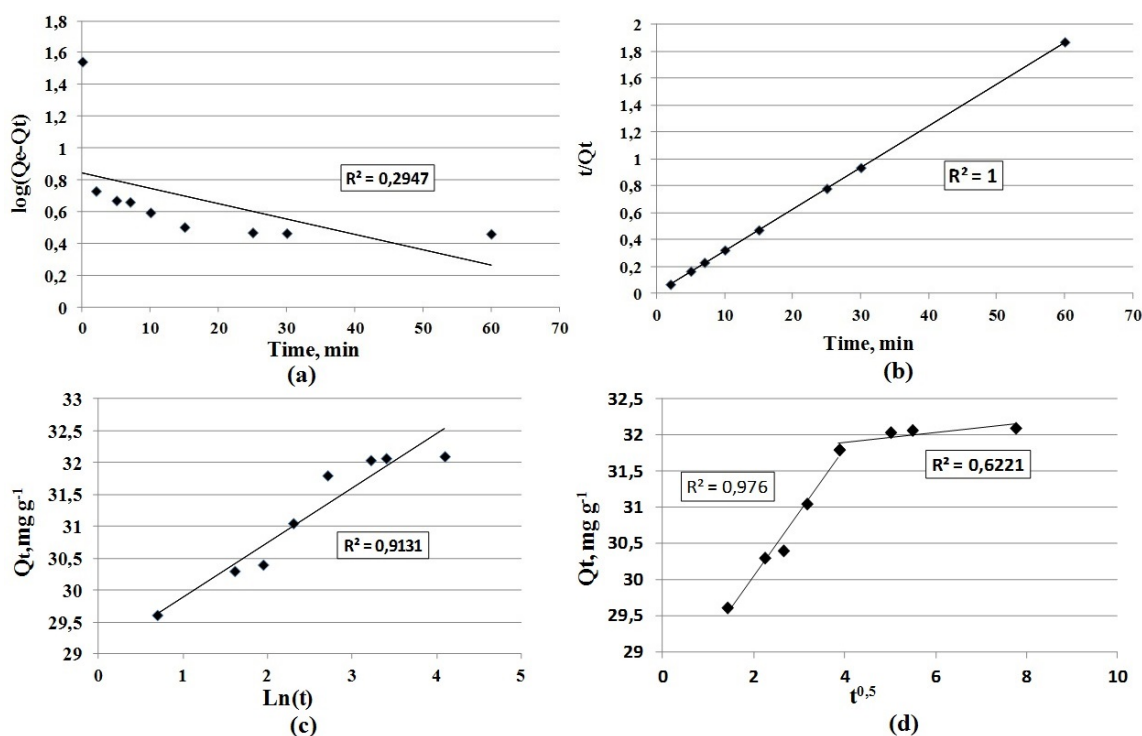 log(Qe-Qt)
1,8
1,6
1,4
1,2
1
0,8
0,6
0,4
0,2
0
R² = 0,2947
0 10 20 30 40 50 60 70
Time, min
(a)
t/Qt
2
1,8
1,6
1,4
1,2
1
0,8
0,6
0,4
0,2
0
R² = 1
0 10 20 30 40 50 60 70
Time, min
(b)
Qt,mg g⁻¹
33
32,5
32
31,5
31
30,5
30
29,5
29
R² = 0,9131
0 1 2 3 4 5
Ln(t)
(c)
Qt, mg g⁻¹
32,5
32
31,5
31
30,5
30
29,5
29
R² = 0,976
R² = 0,6221
0 2 4 6 8 10
t⁰,⁵
(d)